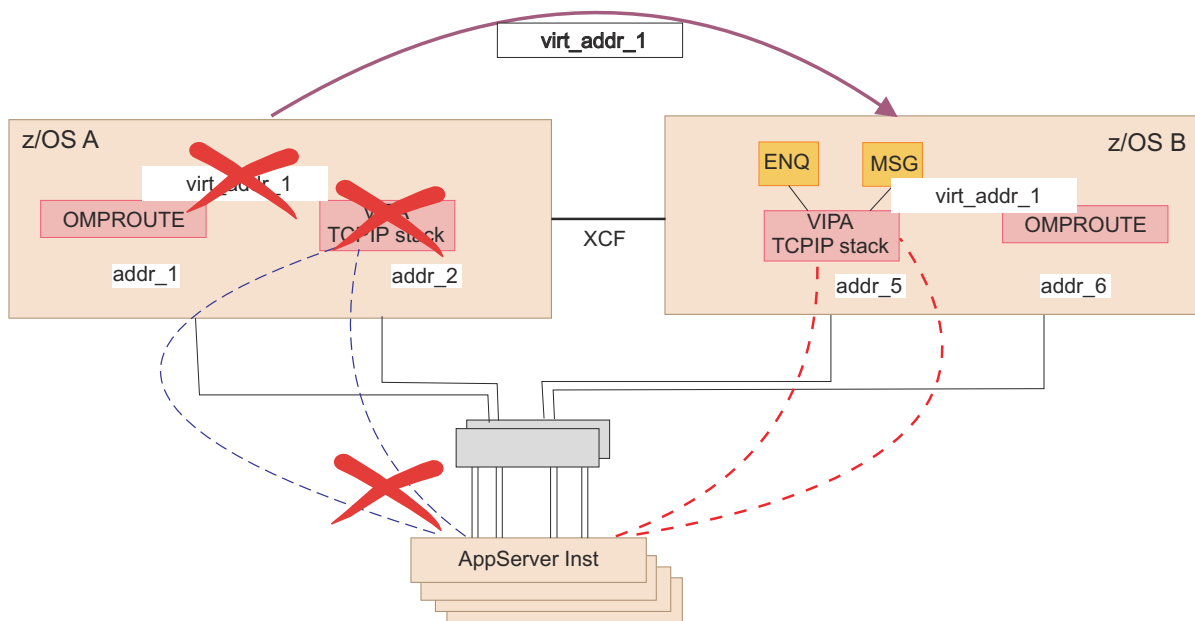 virt_addr_1
z/OS A
z/OS B
ENQ
MSG
virt_addr_1
virt_addr_1
OMPROUTE
VIPA
TCPIP stack
VIPA
TCPIP stack
OMPROUTE
XCF
addr_1
addr_2
addr_5
addr_6
AppServer Inst